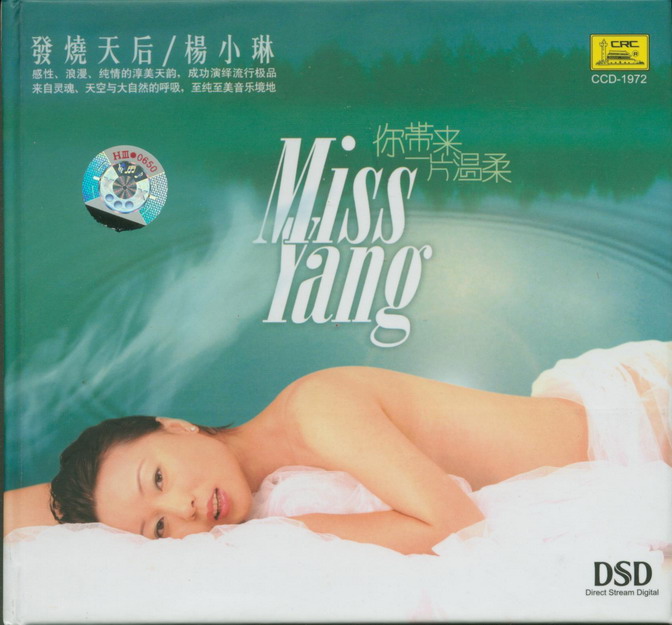 發燒天后/楊小琳
感性、浪漫、纯情的淳美天韵，成功演绎流行极品
来自灵魂、天空与大自然的呼吸，至纯至美音乐境地
CRC
CCD-1972
HⅢ●0650
你带来
一片温柔
Miss
Yang
DSD
Direct Stream Digital